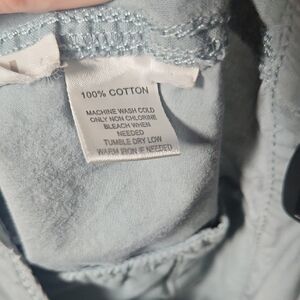 100% COTTON
MACHINE WASH COLD
ONLY NON CHLORINE
BLEACH WHEN
NEEDED
TUMBLE DRY LOW
WARM IRON IF NEEDED